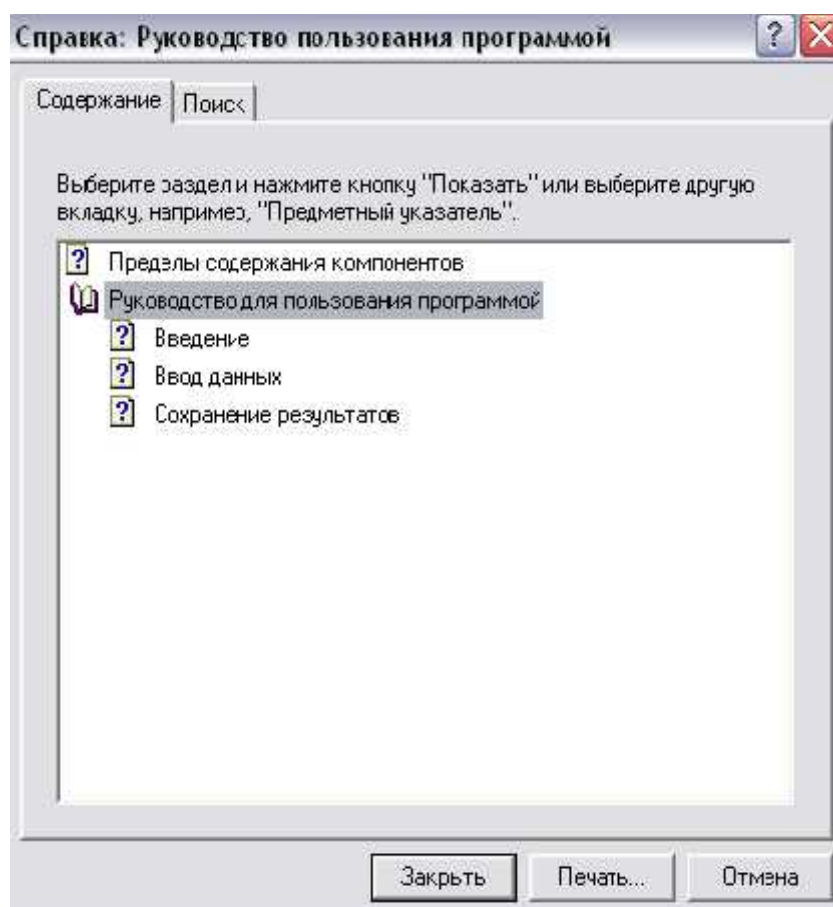 Справка: Руководство пользования программой
Содержание
Поиск
Выберите раздел и нажмите кнопку "Показать" или выберите другую
вкладку, например, "Предметный указатель".
Пределы содержания компонентов
Руководство для пользования программой
Введение
Ввод данных
Сохранение результатов
Закрыть
Печать...
Отмена